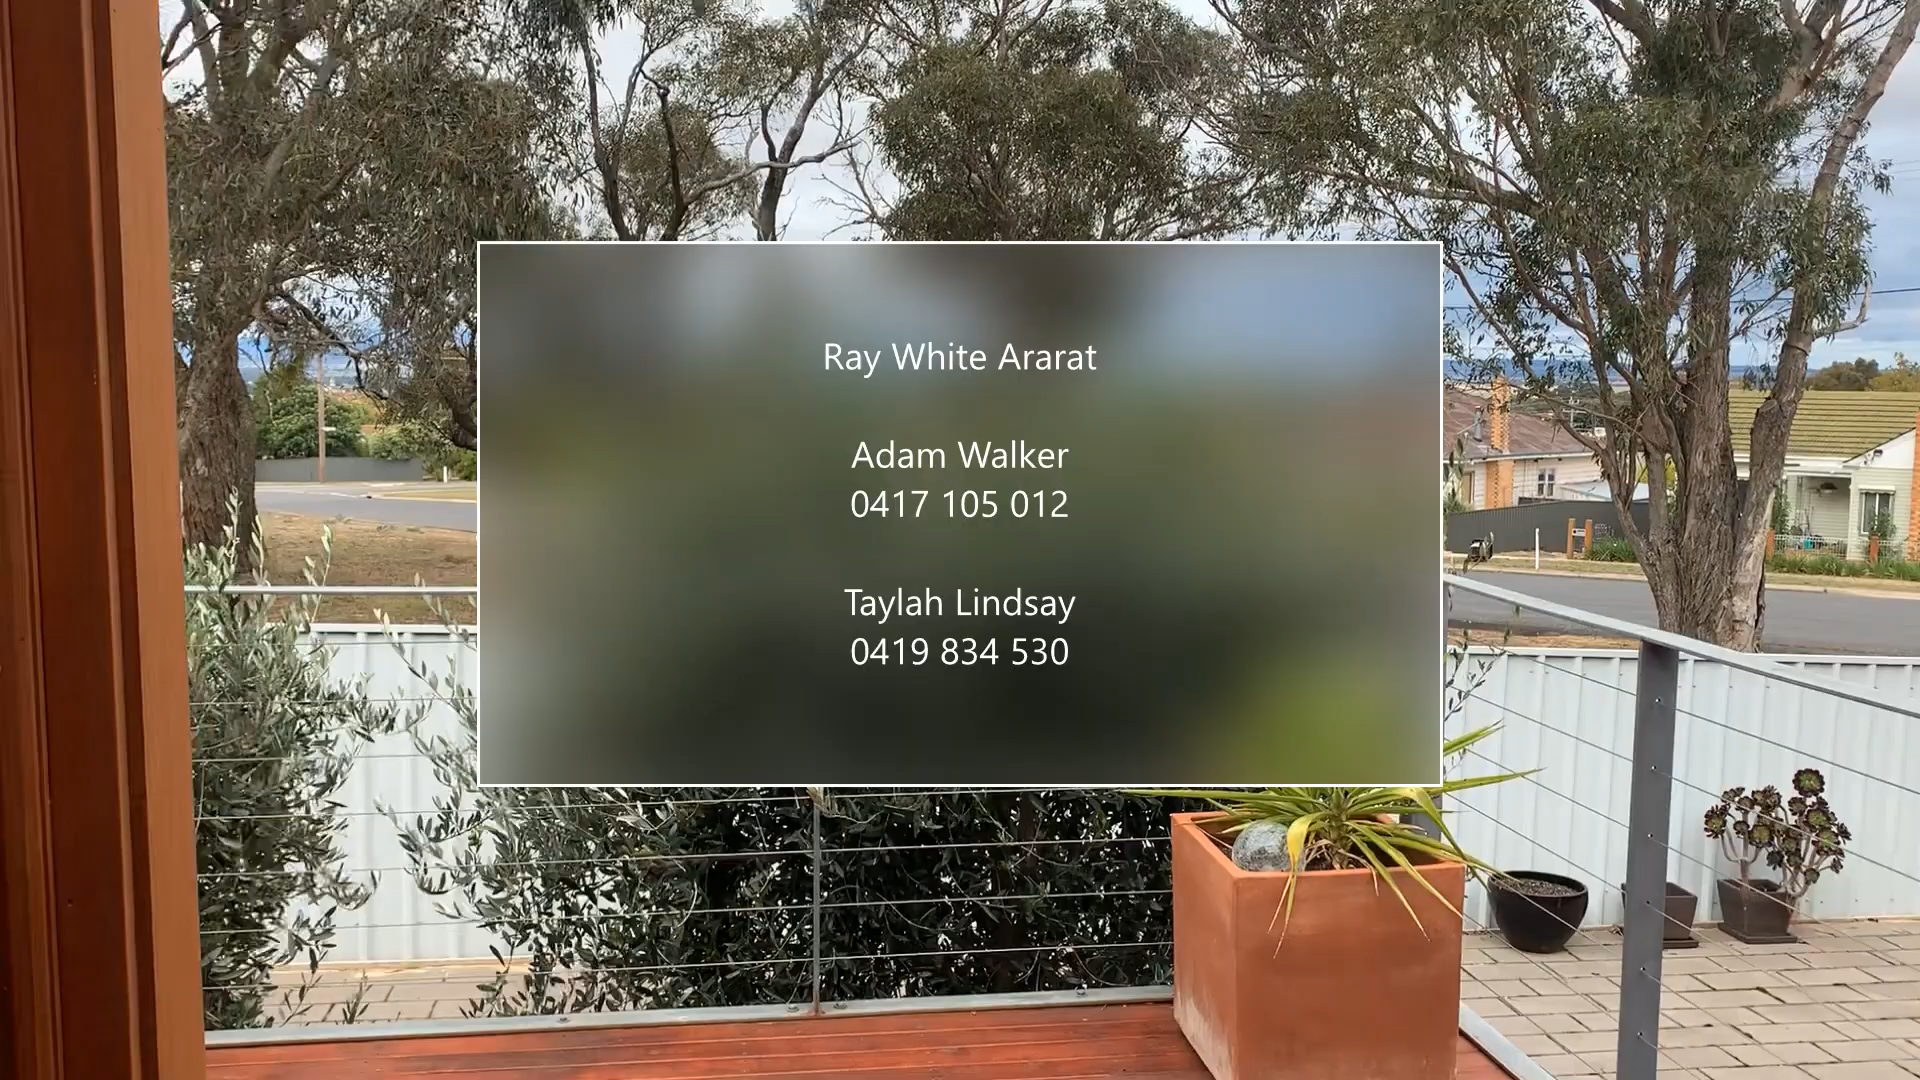 Ray White Ararat
Adam Walker
0417 105 012
Taylah Lindsay
0419 834 530